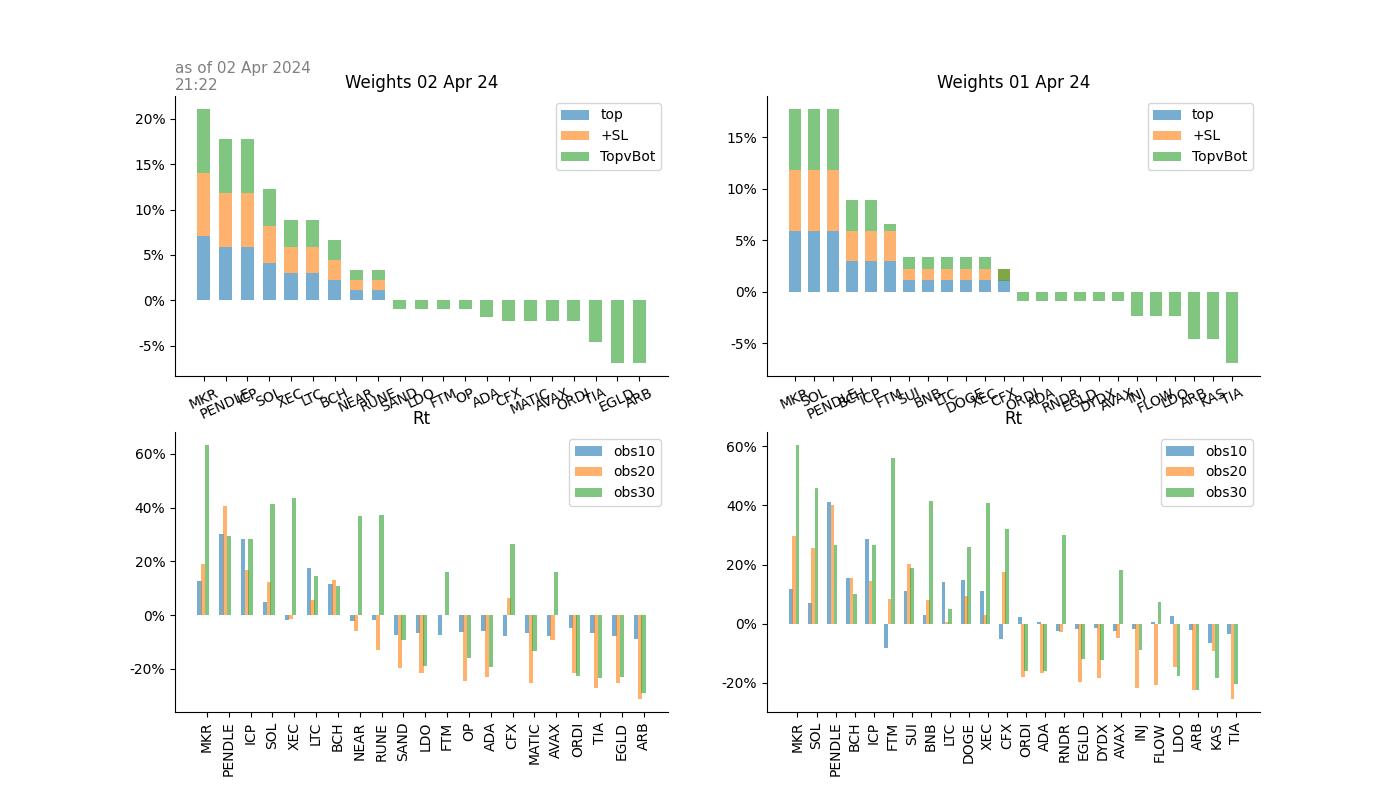 as of 02 Apr 2024
21:22
Weights 02 Apr 24
20%
15%
10%
5%
0%
-5%
top
+SL
TopvBot
MKR PENDLE ICP SOL XEC LTC BCH NEAR RUNE SAND LDO FTM OP ADA CFX MATIC AVAX ORDI TIA EGLD ARB
Weights 01 Apr 24
15%
10%
5%
0%
-5%
top
+SL
TopvBot
MKR SOL PENDLE BCH ICP FTM SUI BNB LTC DOGE XEC CFX ORDI ADA RNDR EGLD DYDX AVAX INJ FLOW LDO ARB KAS TIA
Rt
60%
40%
20%
0%
-20%
obs10
obs20
obs30
MKR PENDLE ICP SOL XEC LTC BCH NEAR RUNE SAND LDO FTM OP ADA CFX MATIC AVAX ORDI TIA EGLD ARB
Rt
60%
40%
20%
0%
-20%
obs10
obs20
obs30
MKR SOL PENDLE BCH ICP FTM SUI BNB LTC DOGE XEC CFX ORDI ADA RNDR EGLD DYDX AVAX INJ FLOW LDO ARB KAS TIA